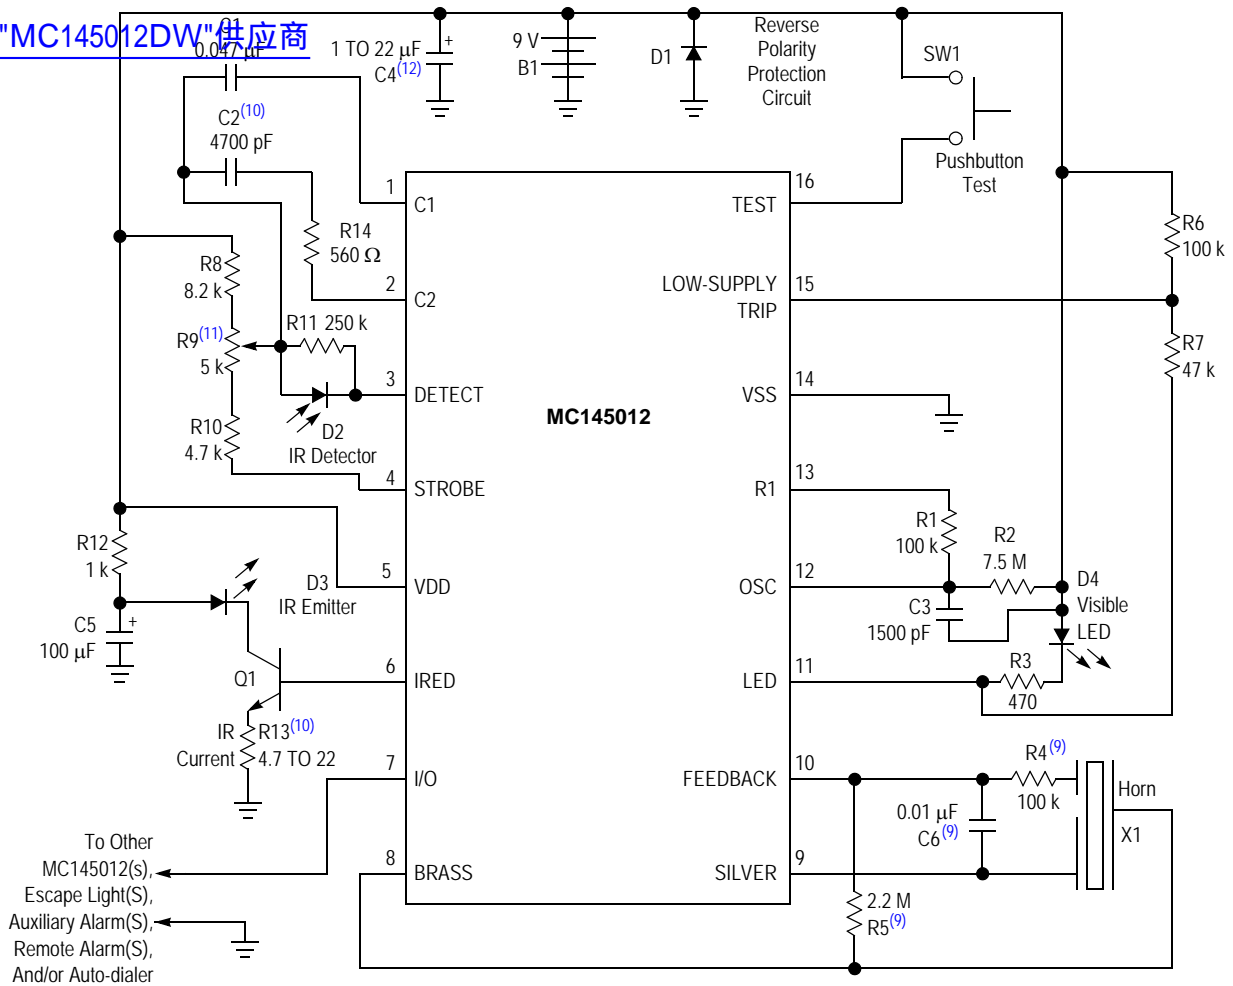 "MC145012DW"供应商
C1
0.047 µF
1 TO 22 µF
C4(12)
9 V
B1
D1
Reverse
Polarity
Protection
Circuit
SW1
Pushbutton
Test
C2(10)
4700 pF
R14
560 Ω
R8
8.2 k
R9(11)
5 k
R11 250 k
R10
4.7 k
D2
IR Detector
R12
1 k
D3
IR Emitter
C5
+
100 µF
Q1
IR
Current
R13(10)
4.7 TO 22
To Other
MC145012(s),
Escape Light(S),
Auxiliary Alarm(S),
Remote Alarm(S),
And/or Auto-dialer
MC145012
1
C1
2
C2
3
DETECT
4
STROBE
5
VDD
6
IRED
7
I/O
8
BRASS
16
TEST
15
LOW-SUPPLY
TRIP
14
VSS
13
R1
12
OSC
11
LED
10
FEEDBACK
9
SILVER
+
R6
100 k
R7
47 k
R1
100 k
R2
7.5 M
C3
1500 pF
D4
Visible
LED
R3
470
R4(9)
100 k
0.01 µF
C6(9)
Horn
X1
2.2 M
R5(9)